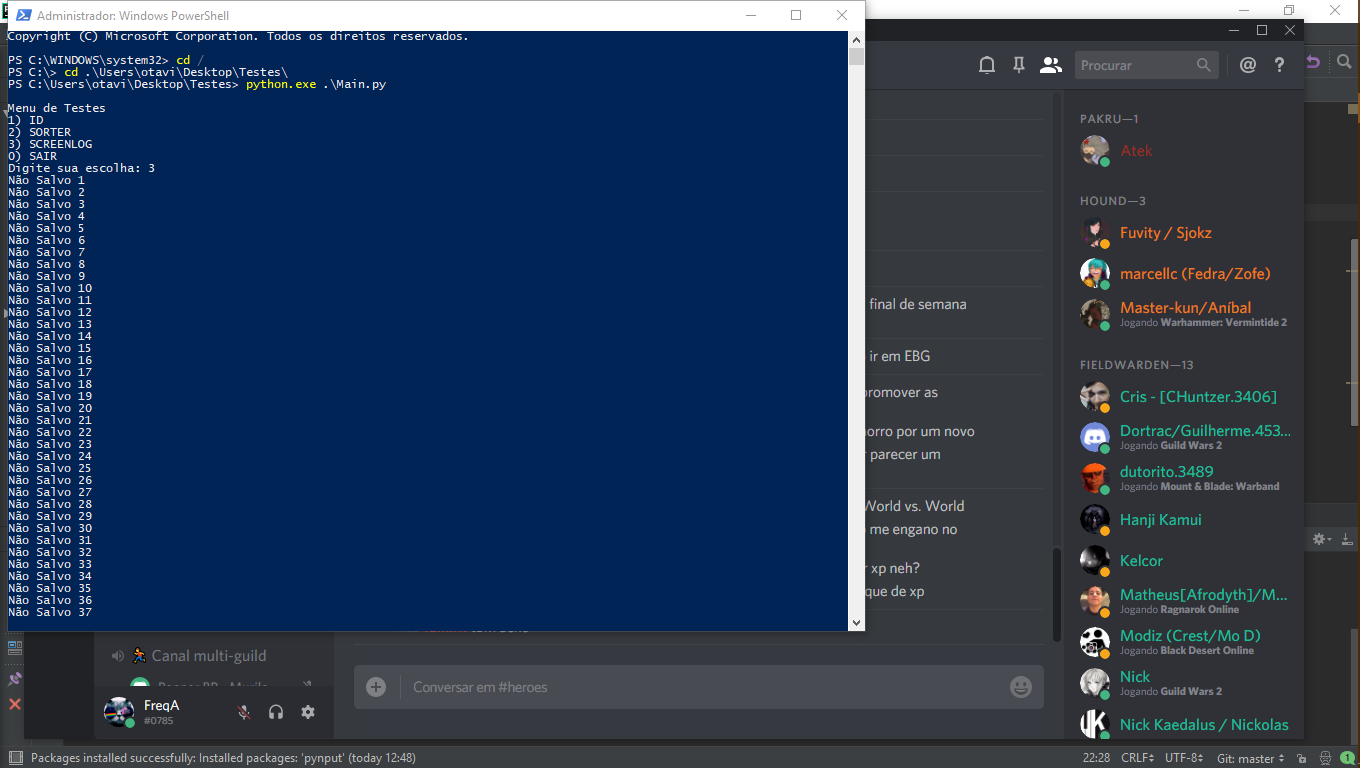 Administrador: Windows PowerShell
Copyright (C) Microsoft Corporation. Todos os direitos reservados.
PS C:\WINDOWS\system32> cd /
PS C:\> cd .\Users\otavi\Desktop\Testes\
PS C:\Users\otavi\Desktop\Testes> python.exe .\Main.py
Menu de Testes
1) ID
2) SORTER
3) SCREENLOG
0) SAIR
Digite sua escolha: 3
Não Salvo 1
Não Salvo 2
Não Salvo 3
Não Salvo 4
Não Salvo 5
Não Salvo 6
Não Salvo 7
Não Salvo 8
Não Salvo 9
Não Salvo 10
Não Salvo 11
Não Salvo 12
Não Salvo 13
Não Salvo 14
Não Salvo 15
Não Salvo 16
Não Salvo 17
Não Salvo 18
Não Salvo 19
Não Salvo 20
Não Salvo 21
Não Salvo 22
Não Salvo 23
Não Salvo 24
Não Salvo 25
Não Salvo 26
Não Salvo 27
Não Salvo 28
Não Salvo 29
Não Salvo 30
Não Salvo 31
Não Salvo 32
Não Salvo 33
Não Salvo 34
Não Salvo 35
Não Salvo 36
Não Salvo 37
Procurar
final de semana
ir em EBG
promover as
orro por um novo
parecer um
World vs. World
me engano no
xp neh?
que de xp
PAKRU—1
Atek
HOUND—3
Fuvity / Sjokz
marcellc (Fedra/Zofe)
Master-kun/Aníbal
Jogando Warhammer: Vermintide 2
FIELDWARDEN—13
Cris - [CHuntzer.3406]
Dortrac/Guilherme.453...
Jogando Guild Wars 2
dutorito.3489
Jogando Mount & Blade: Warband
Hanji Kamui
Kelcor
Matheus[Afrodyth]/M...
Jogando Ragnarok Online
Modiz (Crest/Mo D)
Jogando Black Desert Online
Nick
Jogando Guild Wars 2
Nick Kaedalus / Nickolas
Canal multi-guild
FreqA
#0785
Conversar em #heroes
Packages installed successfully: Installed packages: 'pynput' (today 12:48)
22:28 CRLF UTF-8 Git: master 1